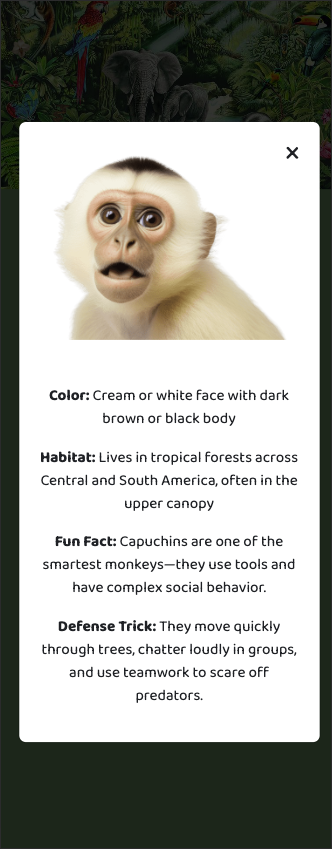 Color: Cream or white face with dark
brown or black body
Habitat: Lives in tropical forests across
Central and South America, often in the
upper canopy
Fun Fact: Capuchins are one of the
smartest monkeys—they use tools and
have complex social behavior.
Defense Trick: They move quickly
through trees, chatter loudly in groups,
and use teamwork to scare off
predators.